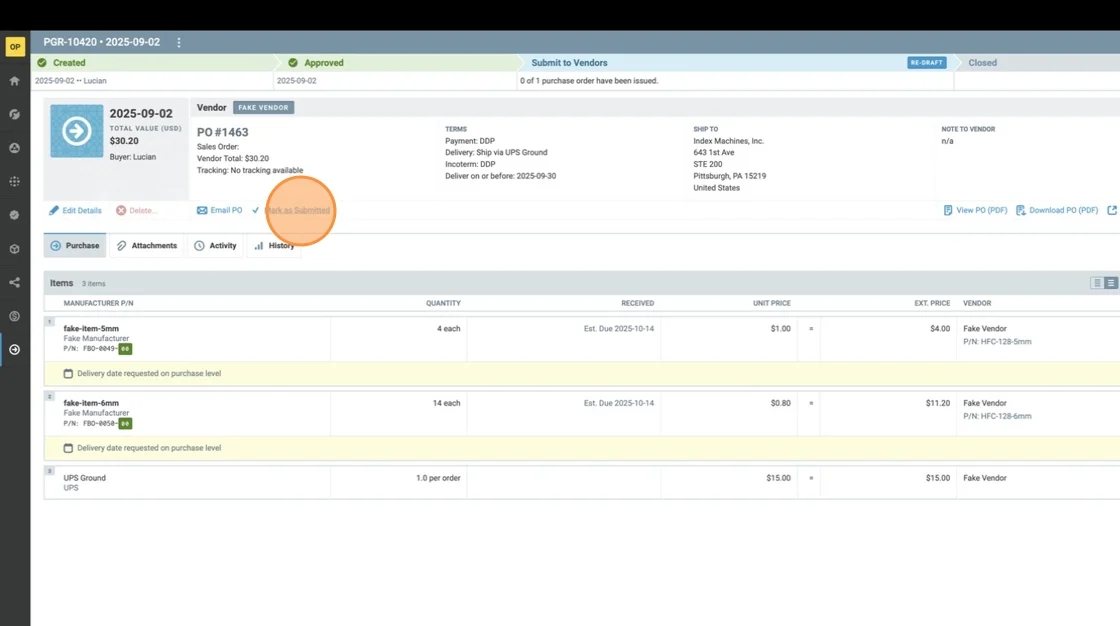 OP
PGR-10420 • 2025-09-02
Created
Approved
Submit to Vendors
RE-DRAFT
Closed
2025-09-02 •• Lucian
2025-09-02
0 of 1 purchase order have been issued.
2025-09-02
TOTAL VALUE (USD)
$30.20
Buyer: Lucian
Vendor
FAKE VENDOR
PO #1463
Sales Order:
Vendor Total: $30.20
Tracking: No tracking available
TERMS
Payment: DDP
Delivery: Ship via UPS Ground
Incoterm: DDP
Deliver on or before: 2025-09-30
SHIP TO
Index Machines, Inc.
643 1st Ave
STE 200
Pittsburgh, PA 15219
United States
NOTE TO VENDOR
n/a
Edit Details
Delete...
Email PO
Mark as Submitted
View PO (PDF)
Download PO (PDF)
Purchase
Attachments
Activity
History
Items 3 items
MANUFACTURER P/N QUANTITY RECEIVED UNIT PRICE EXT. PRICE VENDOR
1
fake-item-5mm 4 each Est. Due 2025-10-14 $1.00 = $4.00 Fake Vendor
Fake Manufacturer P/N: HFC-128-5mm
P/N: FBO-0049-00
Delivery date requested on purchase level
2
fake-item-6mm 14 each Est. Due 2025-10-14 $0.80 = $11.20 Fake Vendor
Fake Manufacturer P/N: HFC-128-6mm
P/N: FBO-0050-00
Delivery date requested on purchase level
3
UPS Ground 1.0 per order $15.00 = $15.00 Fake Vendor
UPS